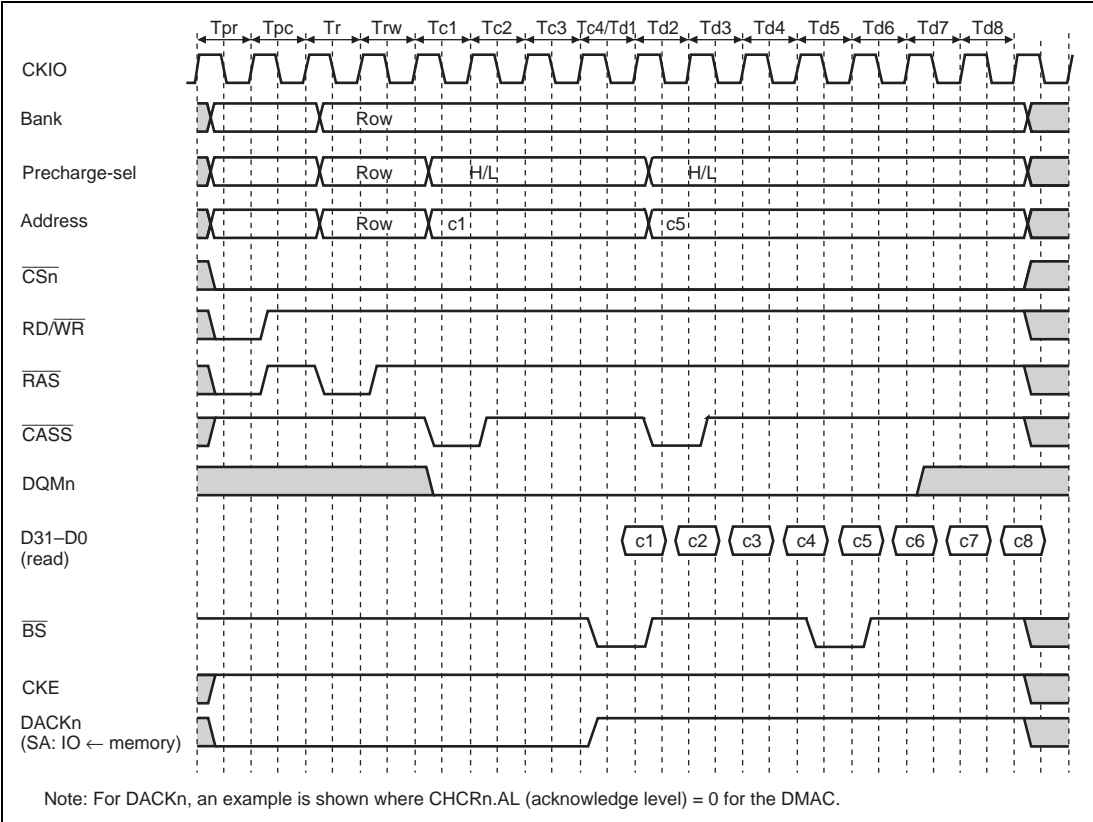 Tpr Tpc Tr Trw Tc1 Tc2 Tc3 Tc4/Td1 Td2 Td3 Td4 Td5 Td6 Td7 Td8
CKIO
Bank Row
Precharge-sel Row H/L H/L
Address Row c1 c5
CSn
RD/WR
RAS
CASS
DQMn
D31–D0 c1 c2 c3 c4 c5 c6 c7 c8
(read)
BS
CKE
DACKn
(SA: IO ← memory)
Note: For DACKn, an example is shown where CHCRn.AL (acknowledge level) = 0 for the DMAC.